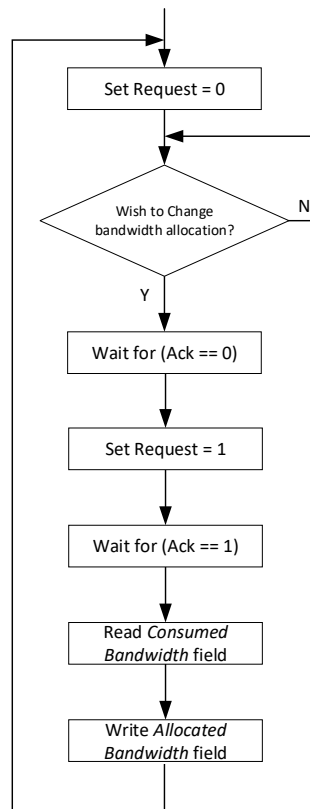 Set Request = 0
Wish to Change
bandwidth allocation?
N
Y
Wait for (Ack == 0)
Set Request = 1
Wait for (Ack == 1)
Read Consumed
Bandwidth field
Write Allocated
Bandwidth field